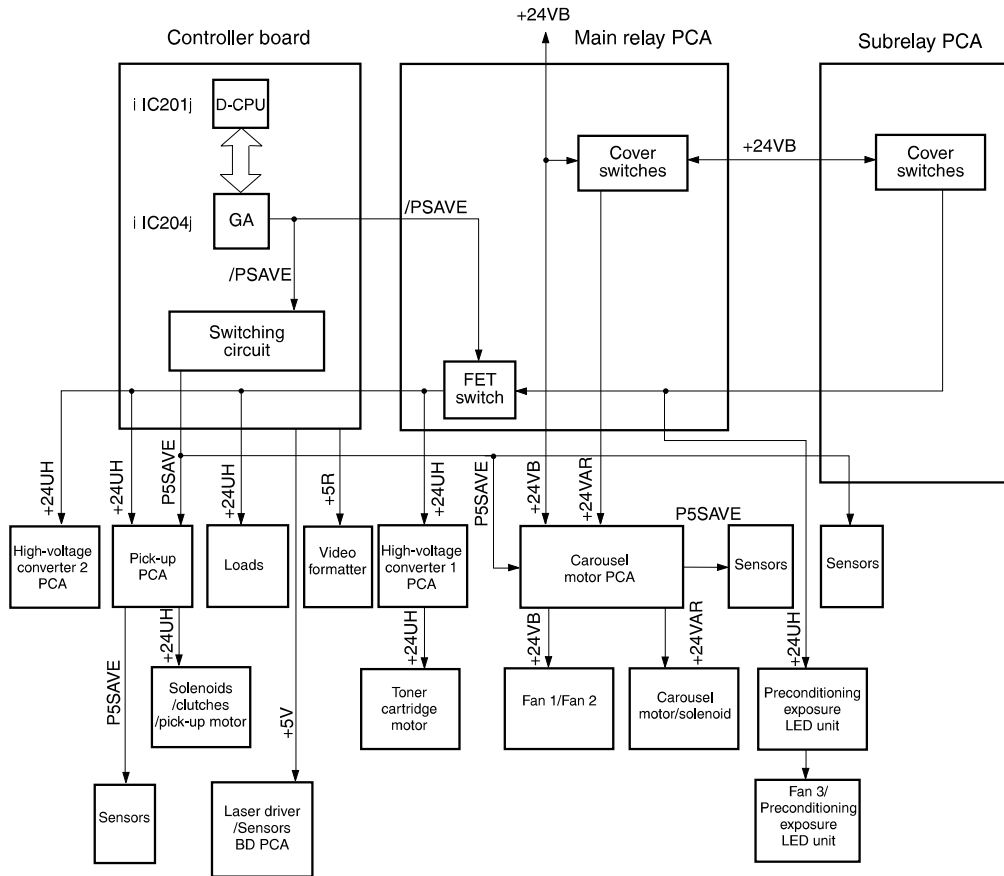 +24VB
Controller board
Main relay PCA
Subrelay PCA
¡ IC201j
D-CPU
Cover
switches
+24VB
Cover
switches
¡ IC204j
GA
/PSAVE
/PSAVE
Switching
circuit
FET
switch
+24UH
+24UH
P5SAVE
+24UH
+5R
+24UH
P5SAVE
+24VB
+24VAR
P5SAVE
High-voltage
converter 2
PCA
Pick-up
PCA
Loads
Video
formatter
High-voltage
converter 1
PCA
Carousel
motor PCA
Sensors
Sensors
P5SAVE
+24UH
+5V
+24UH
+24VB
+24VAR
+24UH
Solenoids
/clutches
/pick-up motor
Toner
cartridge
motor
Fan 1/Fan 2
Carousel
motor/solenoid
Preconditioning
exposure
LED unit
Sensors
Laser driver
/Sensors
BD PCA
Fan 3/
Preconditioning
exposure
LED unit